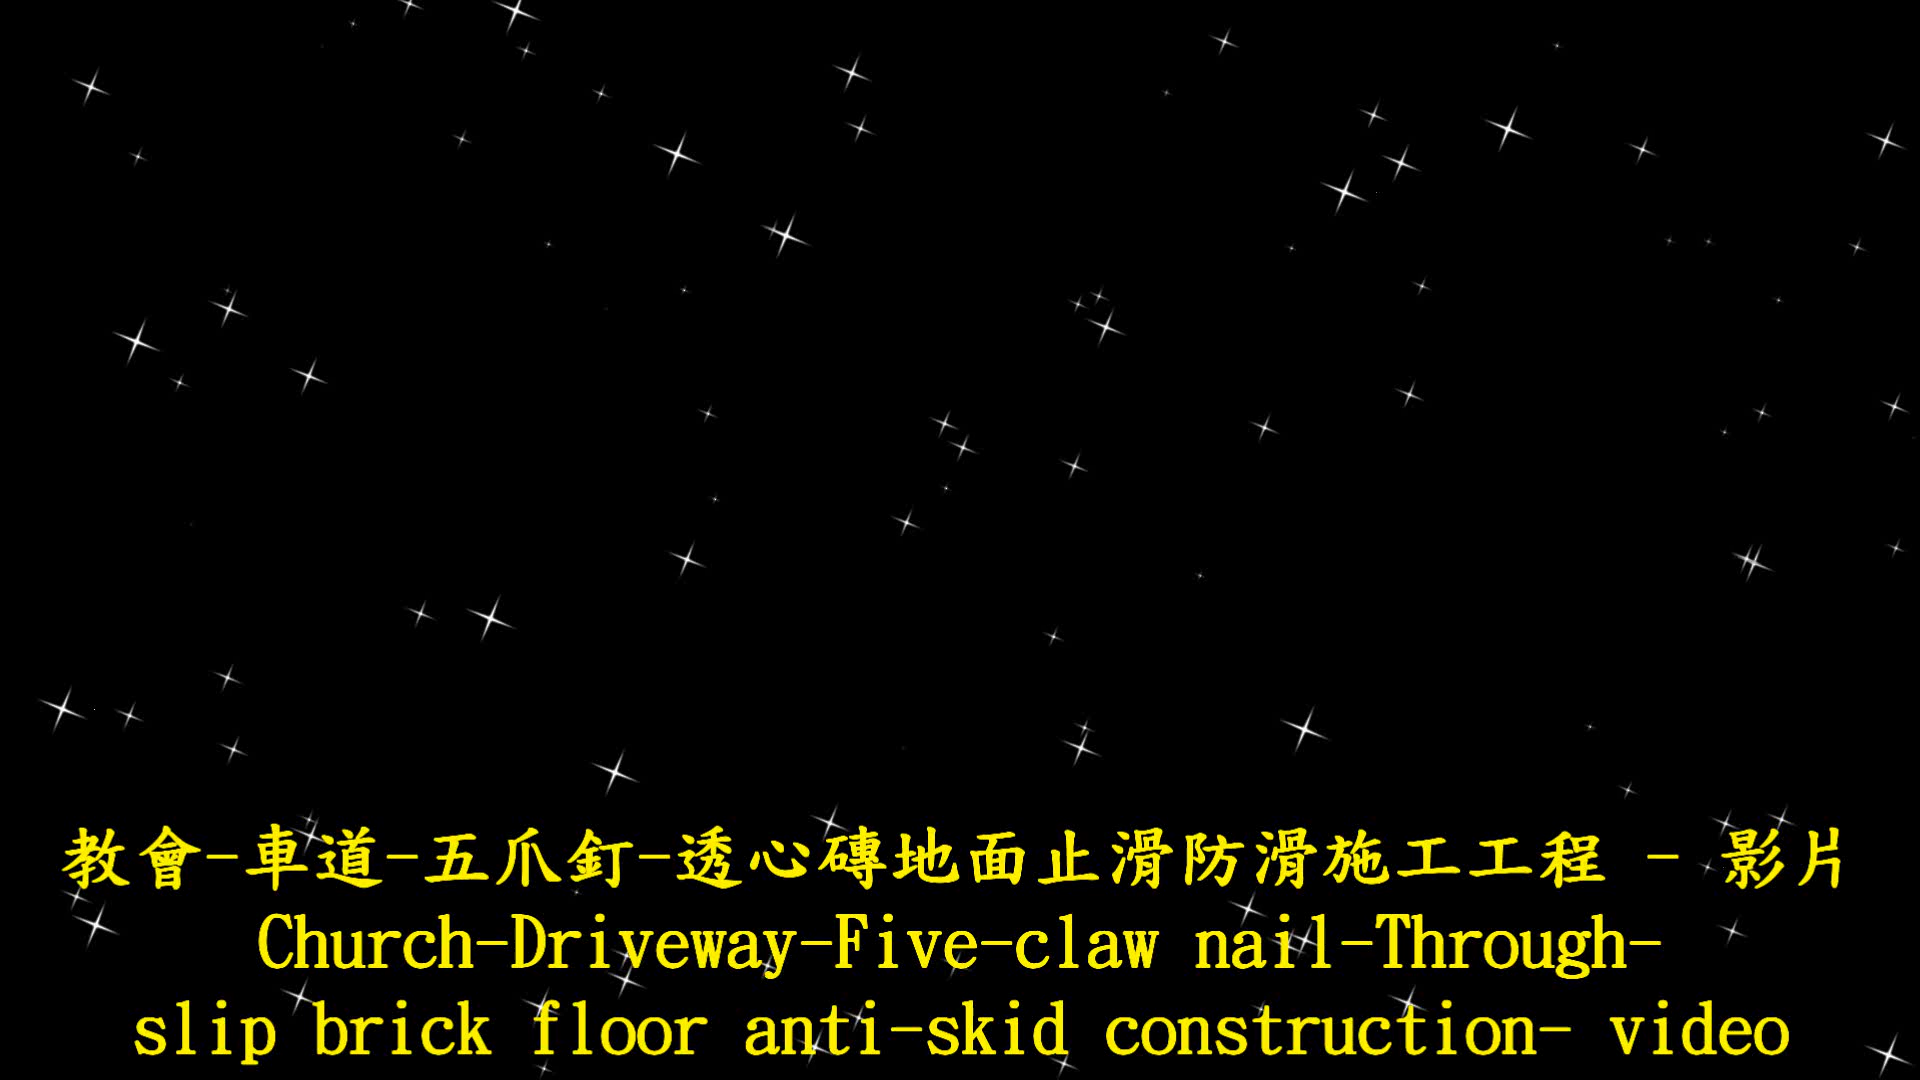 教會-車道-五爪釘-透心磚地面止滑防滑施工工程 - 影片
Church-Driveway-Five-claw nail-Through-
slip brick floor anti-skid construction- video